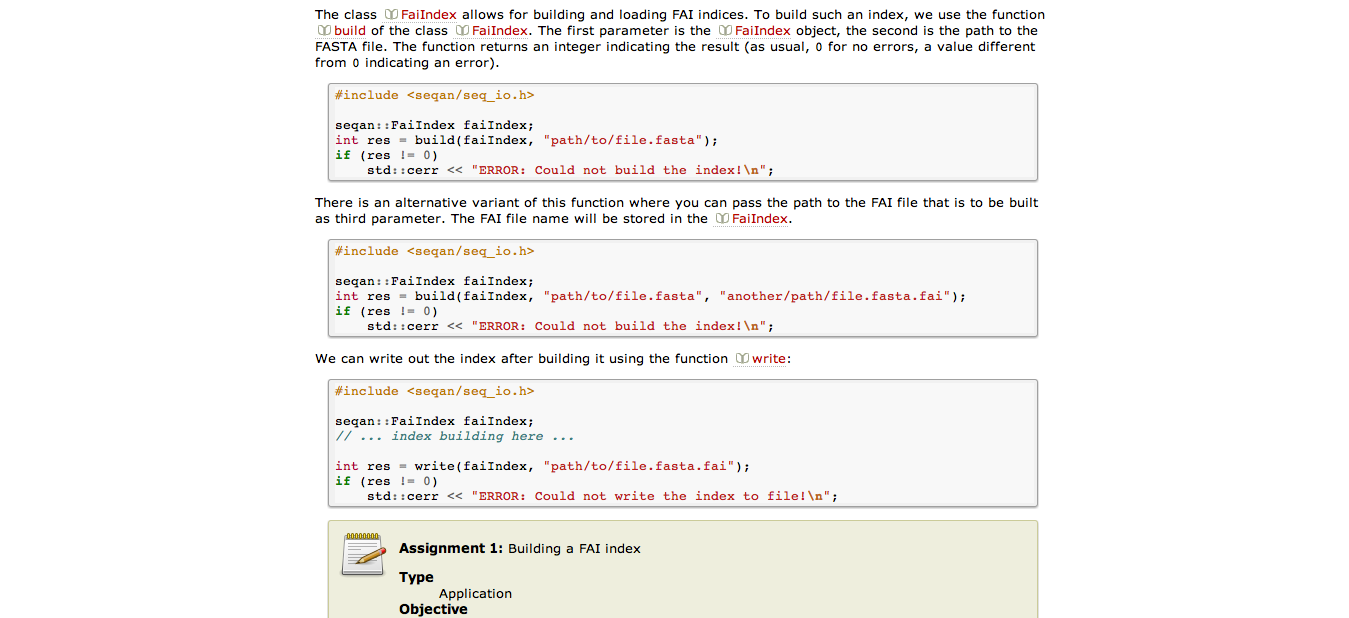 The class FaiIndex allows for building and loading FAI indices. To build such an index, we use the function
build of the class FaiIndex. The first parameter is the FaiIndex object, the second is the path to the
FASTA file. The function returns an integer indicating the result (as usual, 0 for no errors, a value different
from 0 indicating an error).
#include <seqan/seq_io.h>
seqan::FaiIndex faiIndex;
int res = build(faiIndex, "path/to/file.fasta");
if (res != 0)
    std::cerr << "ERROR: Could not build the index!\n";
There is an alternative variant of this function where you can pass the path to the FAI file that is to be built
as third parameter. The FAI file name will be stored in the FaiIndex.
#include <seqan/seq_io.h>
seqan::FaiIndex faiIndex;
int res = build(faiIndex, "path/to/file.fasta", "another/path/file.fasta.fai");
if (res != 0)
    std::cerr << "ERROR: Could not build the index!\n";
We can write out the index after building it using the function write:
#include <seqan/seq_io.h>
seqan::FaiIndex faiIndex;
// ... index building here ...
int res = write(faiIndex, "path/to/file.fasta.fai");
if (res != 0)
    std::cerr << "ERROR: Could not write the index to file!\n";
Assignment 1: Building a FAI index
Type
Application
Objective